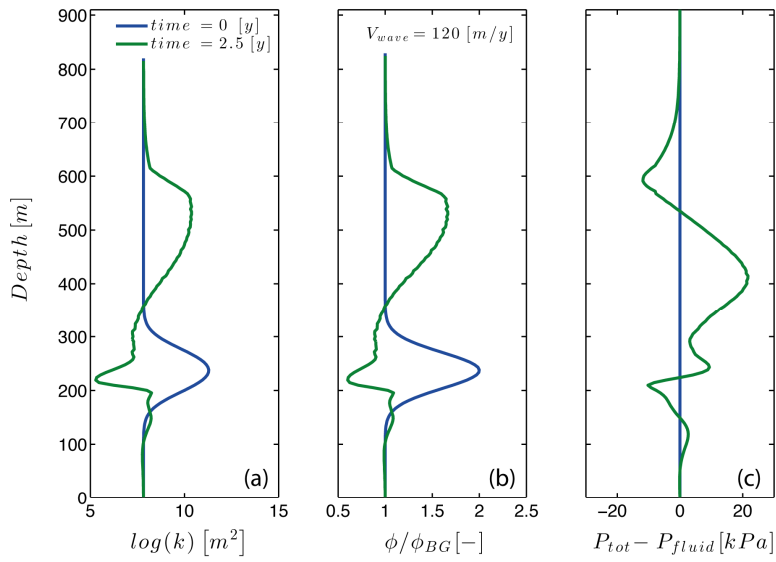 time = 0 [y]
time = 2.5 [y]
V_wave = 120 [m/y]
Depth [m]
900
800
700
600
500
400
300
200
100
0
(a)
(b)
(c)
5 10 15
0.5 1 1.5 2 2.5
−20 0 20
log(k) [m²]
ϕ/ϕ_BG [−]
P_tot − P_fluid [kPa]